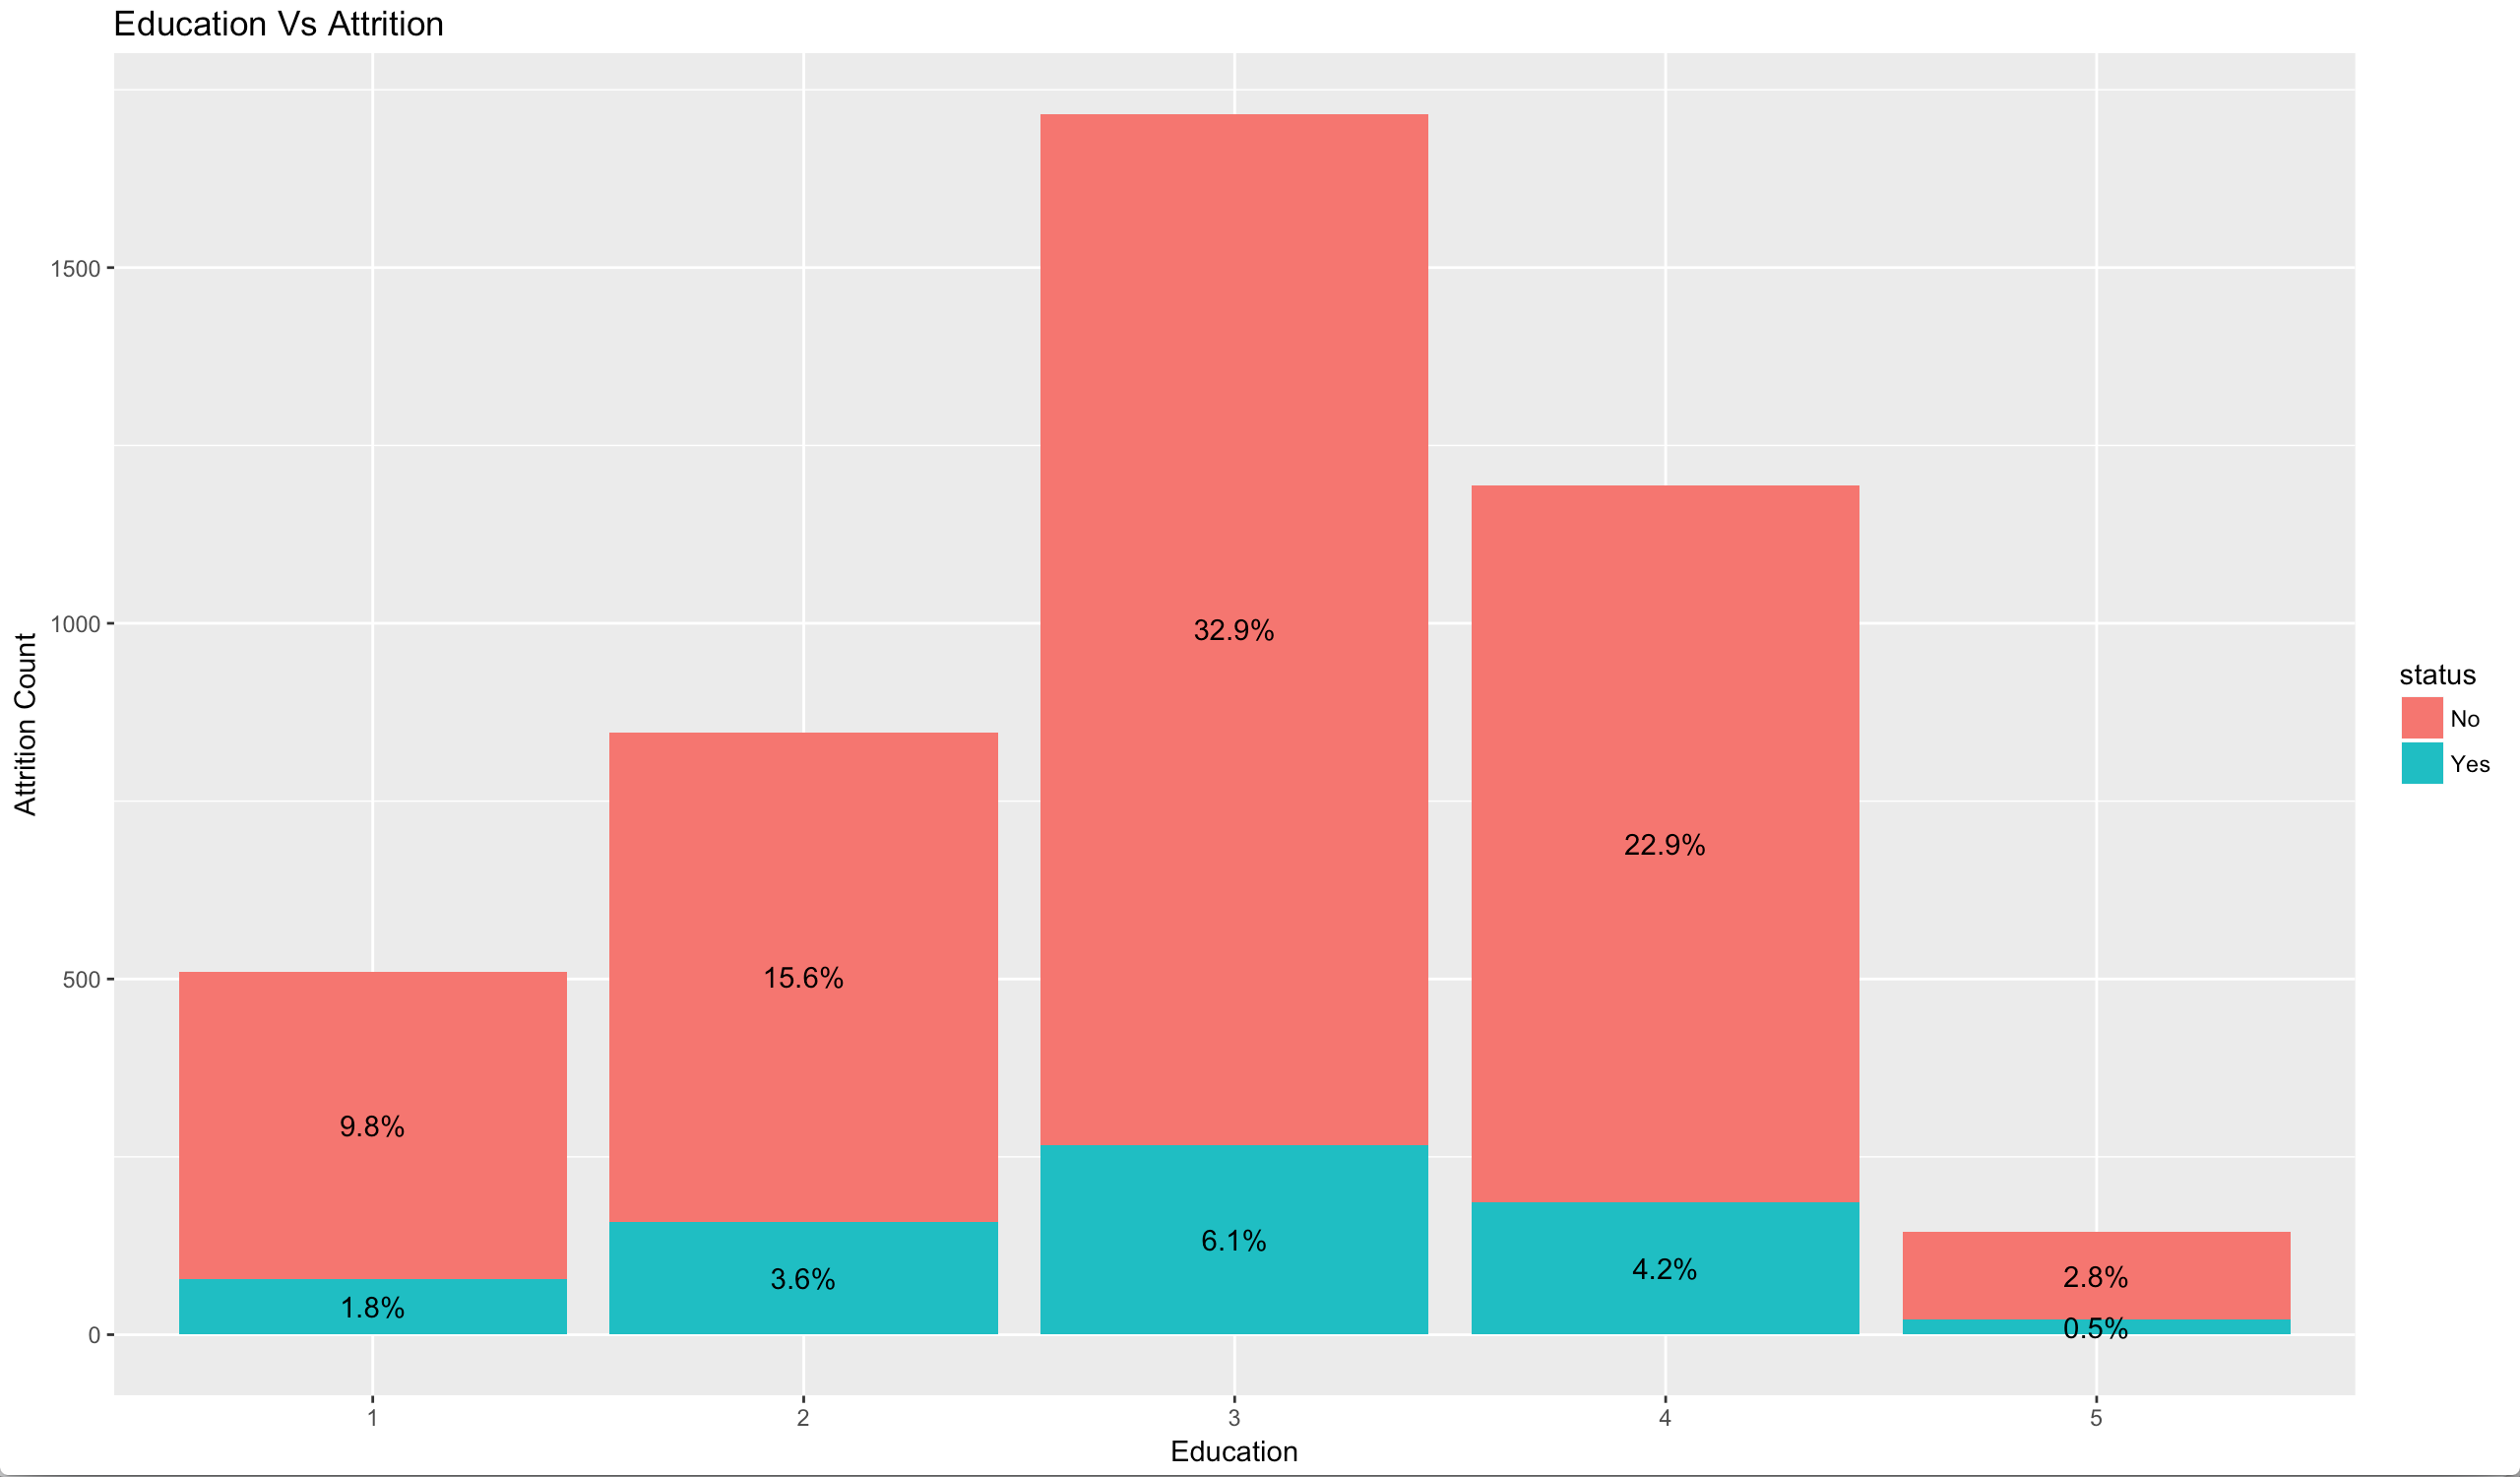 Education Vs Attrition
Attrition Count
1500
1000
500
0
32.9%
22.9%
15.6%
9.8%
6.1%
4.2%
3.6%
2.8%
1.8%
0.5%
1 2 3 4 5
Education
status
No
Yes